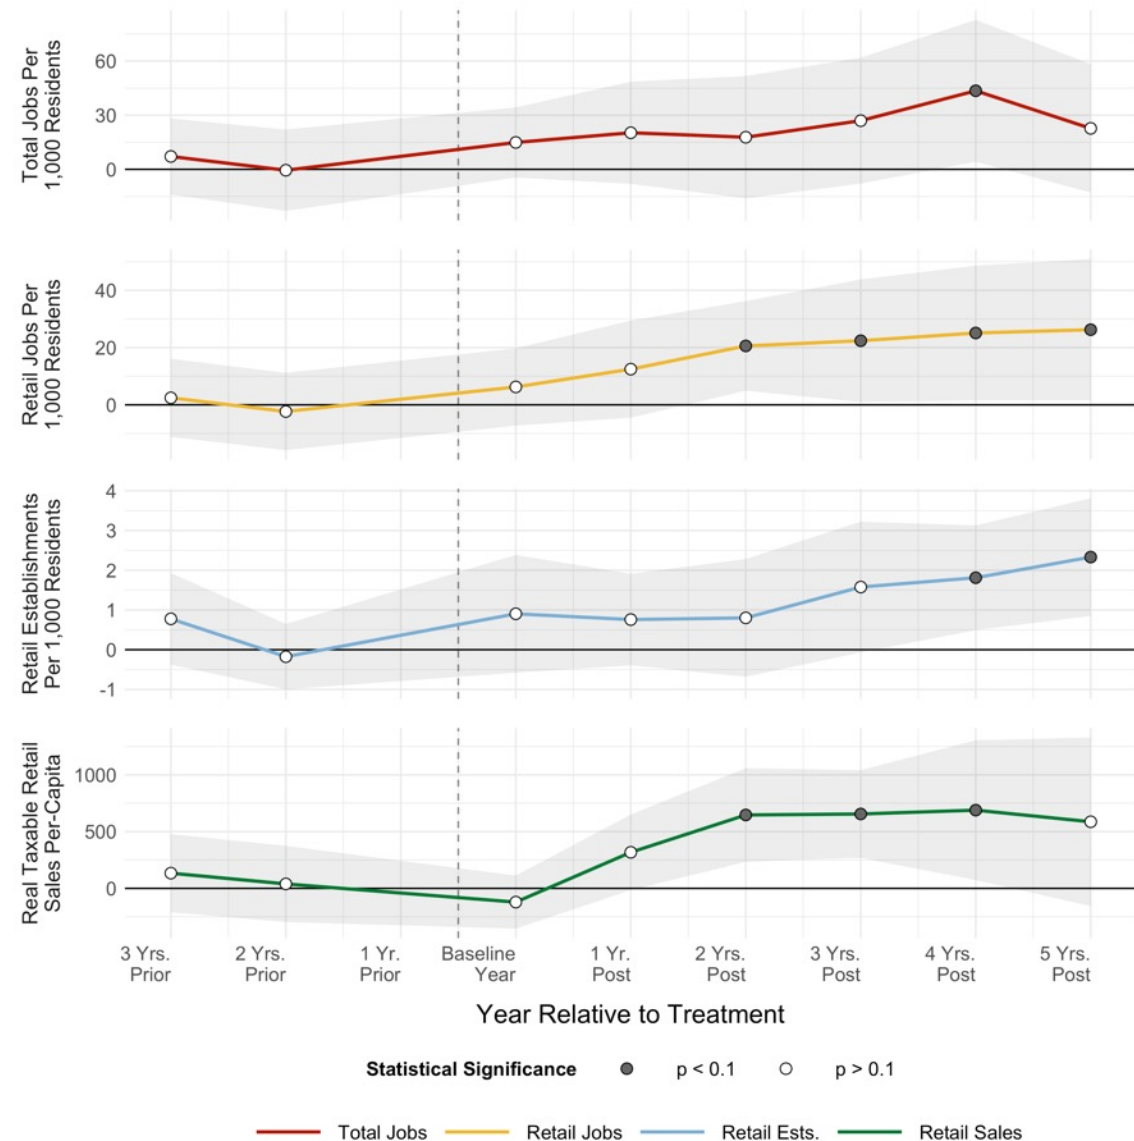 Total Jobs Per
1,000 Residents
60
30
0
Retail Jobs Per
1,000 Residents
40
20
0
Retail Establishments
Per 1,000 Residents
4
3
2
1
0
-1
Real Taxable Retail
Sales Per-Capita
1000
500
0
3 Yrs. Prior
2 Yrs. Prior
1 Yr. Prior
Baseline Year
1 Yr. Post
2 Yrs. Post
3 Yrs. Post
4 Yrs. Post
5 Yrs. Post
Year Relative to Treatment
Statistical Significance p < 0.1 p > 0.1
Total Jobs Retail Jobs Retail Ests. Retail Sales